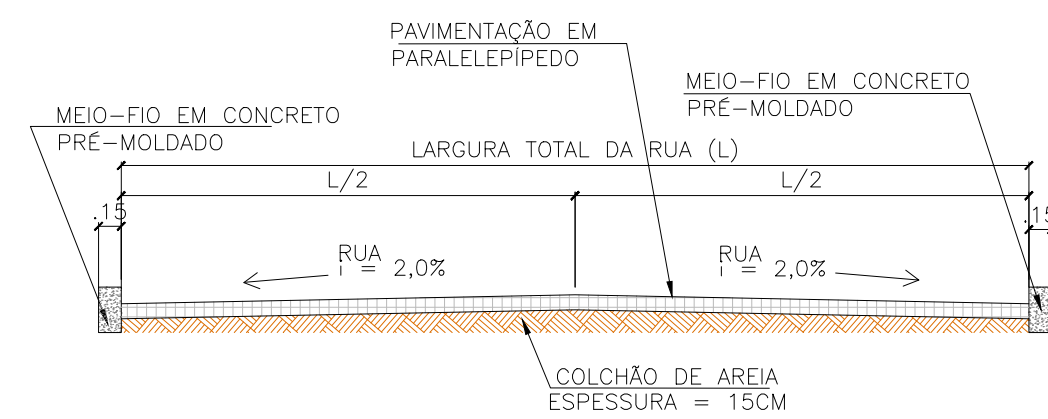 PAVIMENTAÇÃO EM
PARALELEPÍPEDO
MEIO-FIO EM CONCRETO
PRÉ-MOLDADO
MEIO-FIO EM CONCRETO
PRÉ-MOLDADO
LARGURA TOTAL DA RUA (L)
L/2
L/2
.15
.15
RUA
i = 2,0%
RUA
i = 2,0%
COLCHÃO DE AREIA
ESPESSURA = 15CM